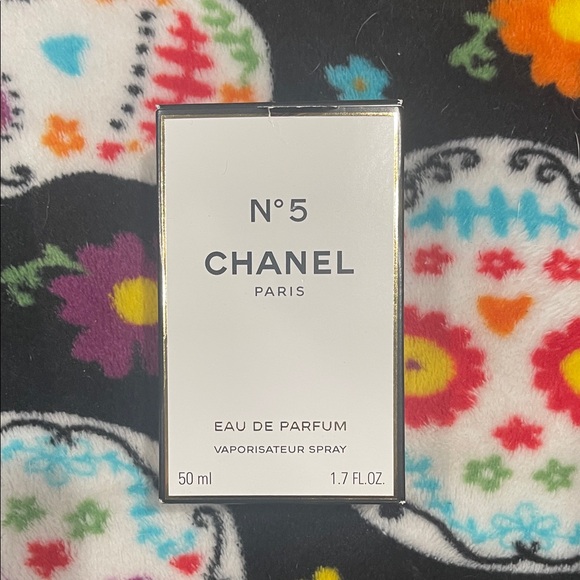 N°5
CHANEL
PARIS
EAU DE PARFUM
VAPORISATEUR SPRAY
50 ml 1.7 FL.OZ.